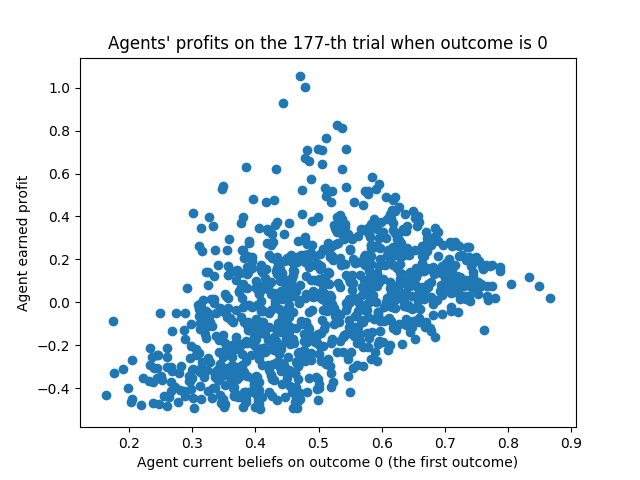 Agents' profits on the 177-th trial when outcome is 0
1.0
0.8
0.6
0.4
0.2
0.0
−0.2
−0.4
Agent earned profit
0.2 0.3 0.4 0.5 0.6 0.7 0.8 0.9
Agent current beliefs on outcome 0 (the first outcome)